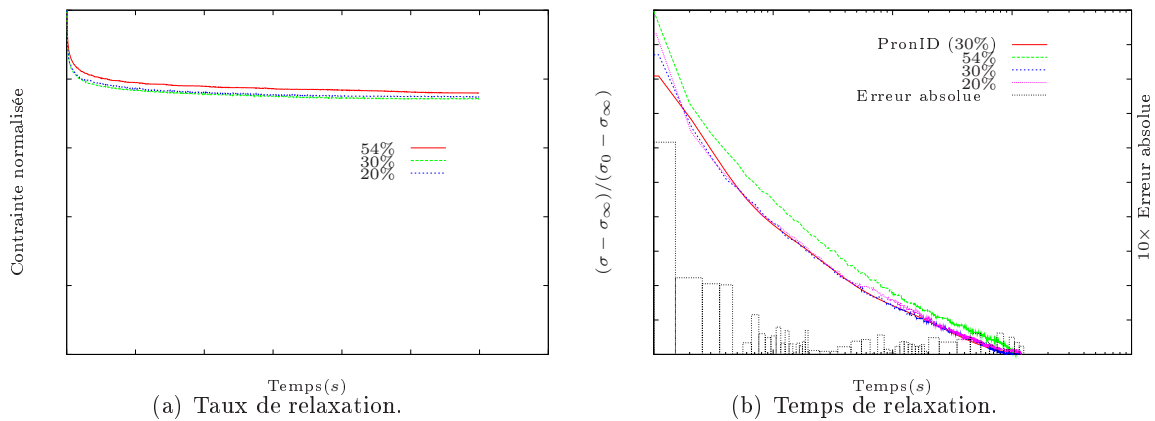 Contrainte normalisée
54%
30%
20%
Temps(s)
(a) Taux de relaxation.
(σ − σ∞)/(σ0 − σ∞)
PronID (30%)
54%
30%
20%
Erreur absolue
10× Erreur absolue
Temps(s)
(b) Temps de relaxation.